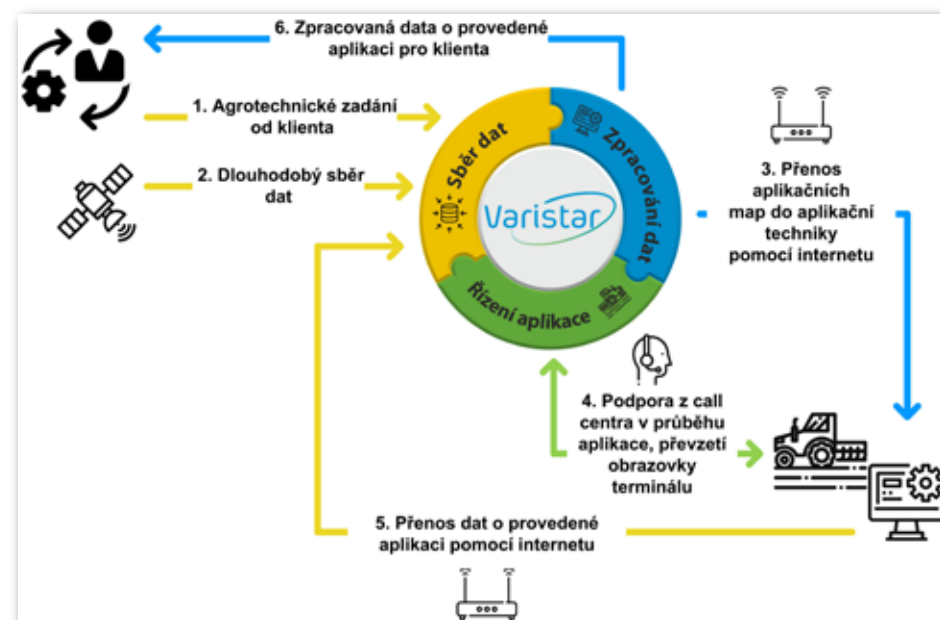 6. Zpracovaná data o provedené
aplikaci pro klienta
1. Agrotechnické zadání
od klienta
2. Dlouhodobý sběr
dat
Sběr dat
Zpracování dat
Řízení aplikace
Varistar
3. Přenos
aplikačních
map do aplikační
techniky
pomocí internetu
4. Podpora z call
centra v průběhu
aplikace, převzetí
obrazovky
terminálu
5. Přenos dat o provedené
aplikaci pomocí internetu